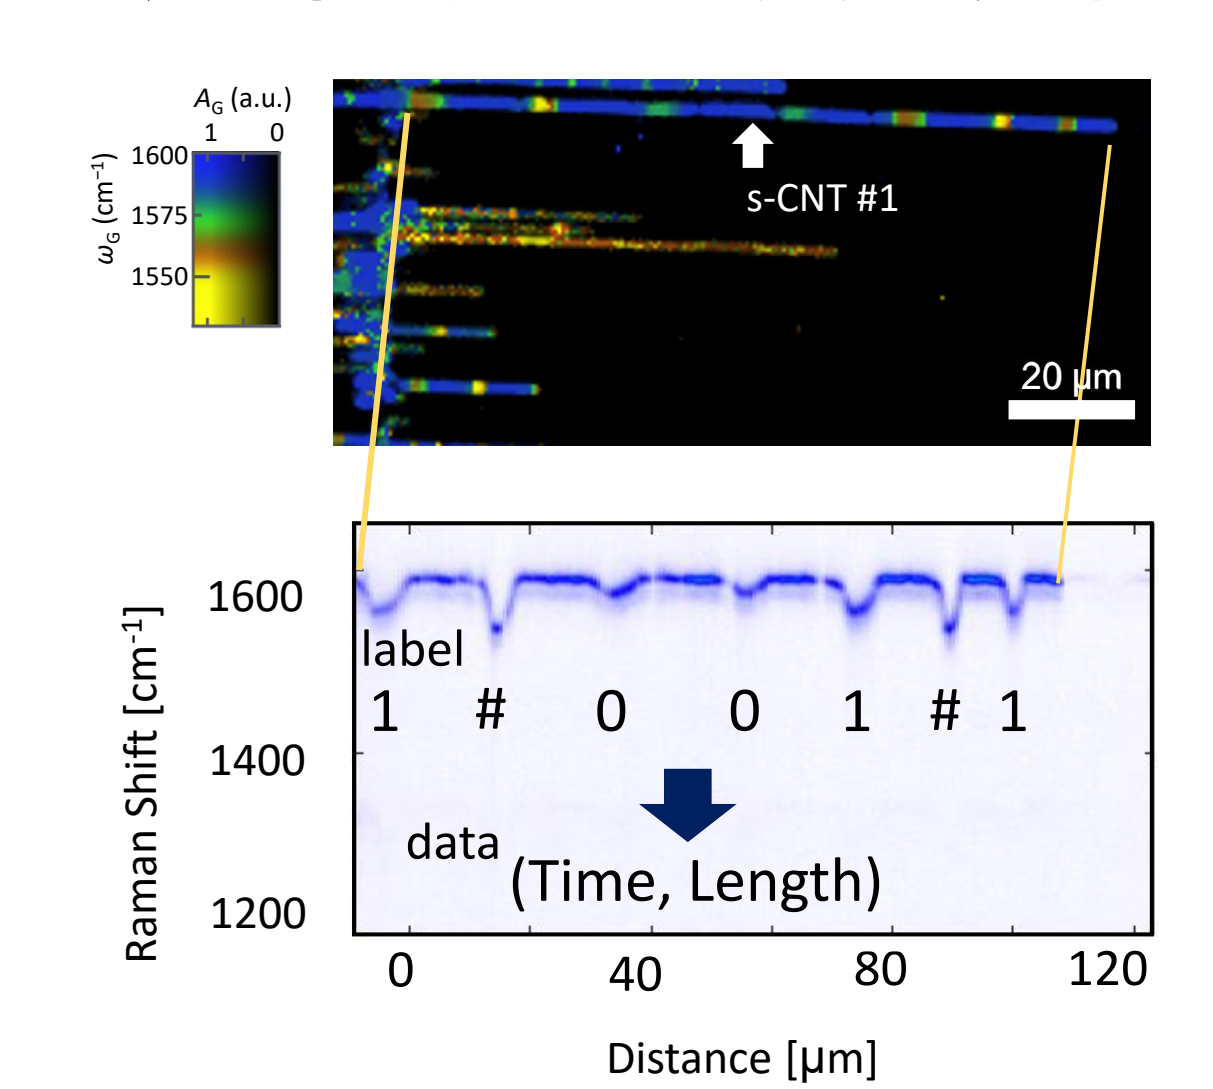 A_G (a.u.)
1 0
ω_G (cm⁻¹)
1600
1575
1550
s-CNT #1
20 µm
Raman Shift [cm⁻¹]
1600
1400
1200
label
1 # 0 0 1 # 1
data
(Time, Length)
0 40 80 120
Distance [µm]